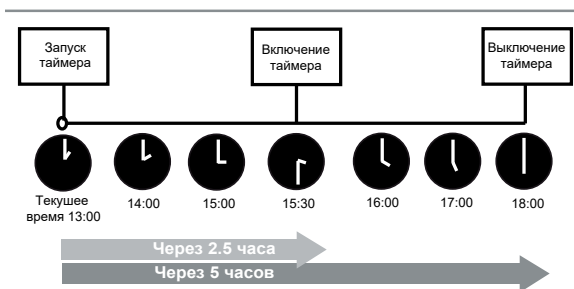 Запуск
таймера
Включение
таймера
Выключение
таймера
Текушее
время 13:00
14:00
15:00
15:30
16:00
17:00
18:00
Через 2.5 часа
Через 5 часов